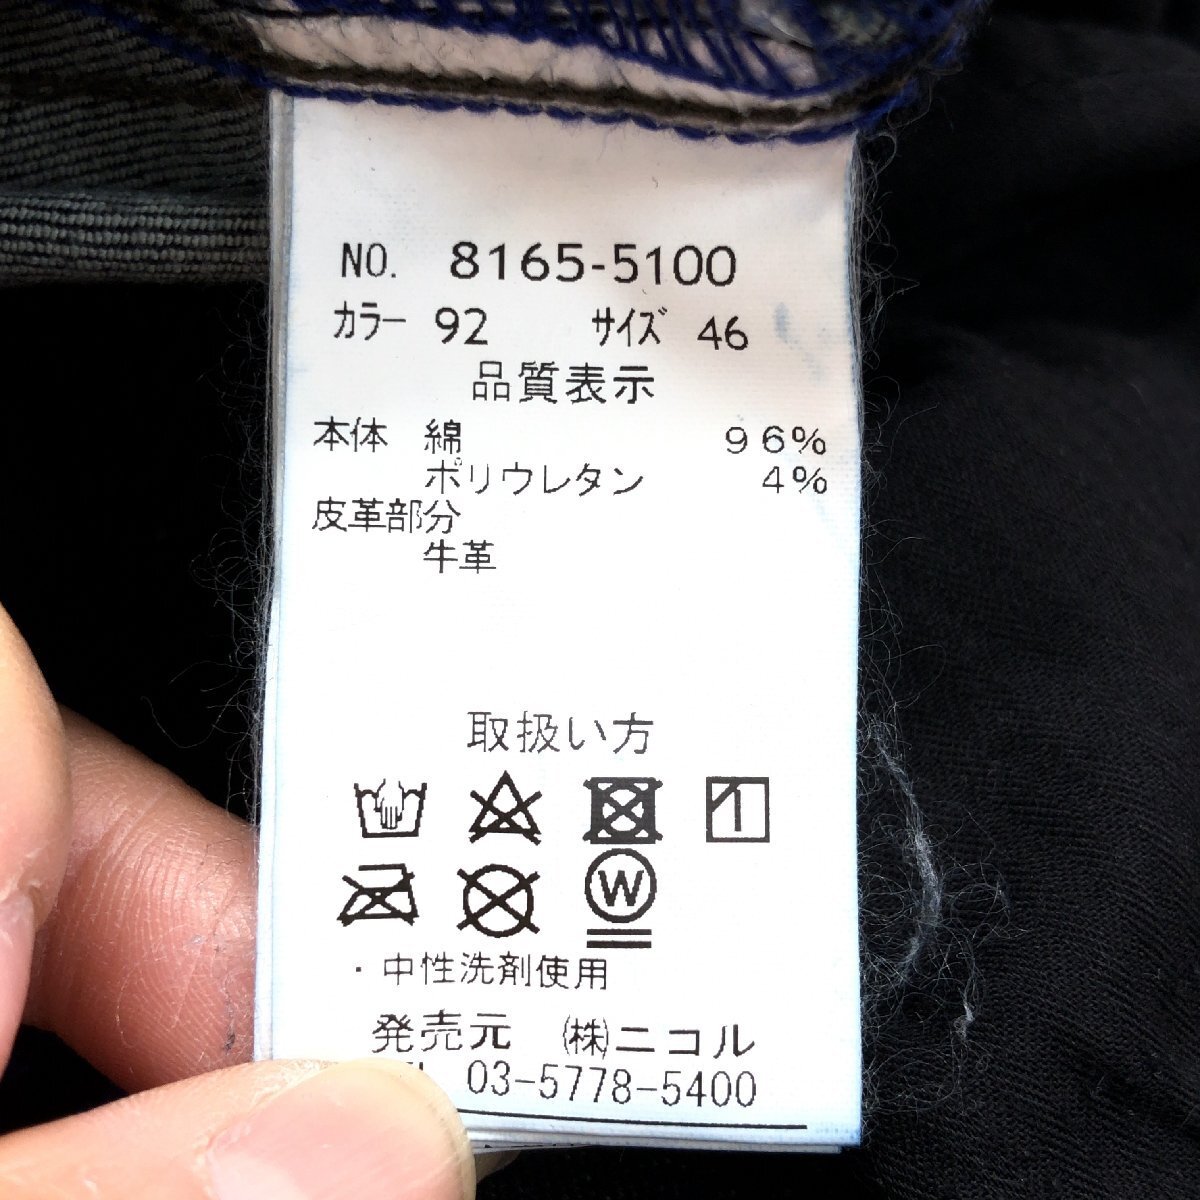 NO. 8165-5100
カラー 92 サイズ 46
品質表示
本体 綿 96%
ポリウレタン 4%
皮革部分
牛革
取扱い方
1
W
・中性洗剤使用
発売元 (株)ニコル
03-5778-5400